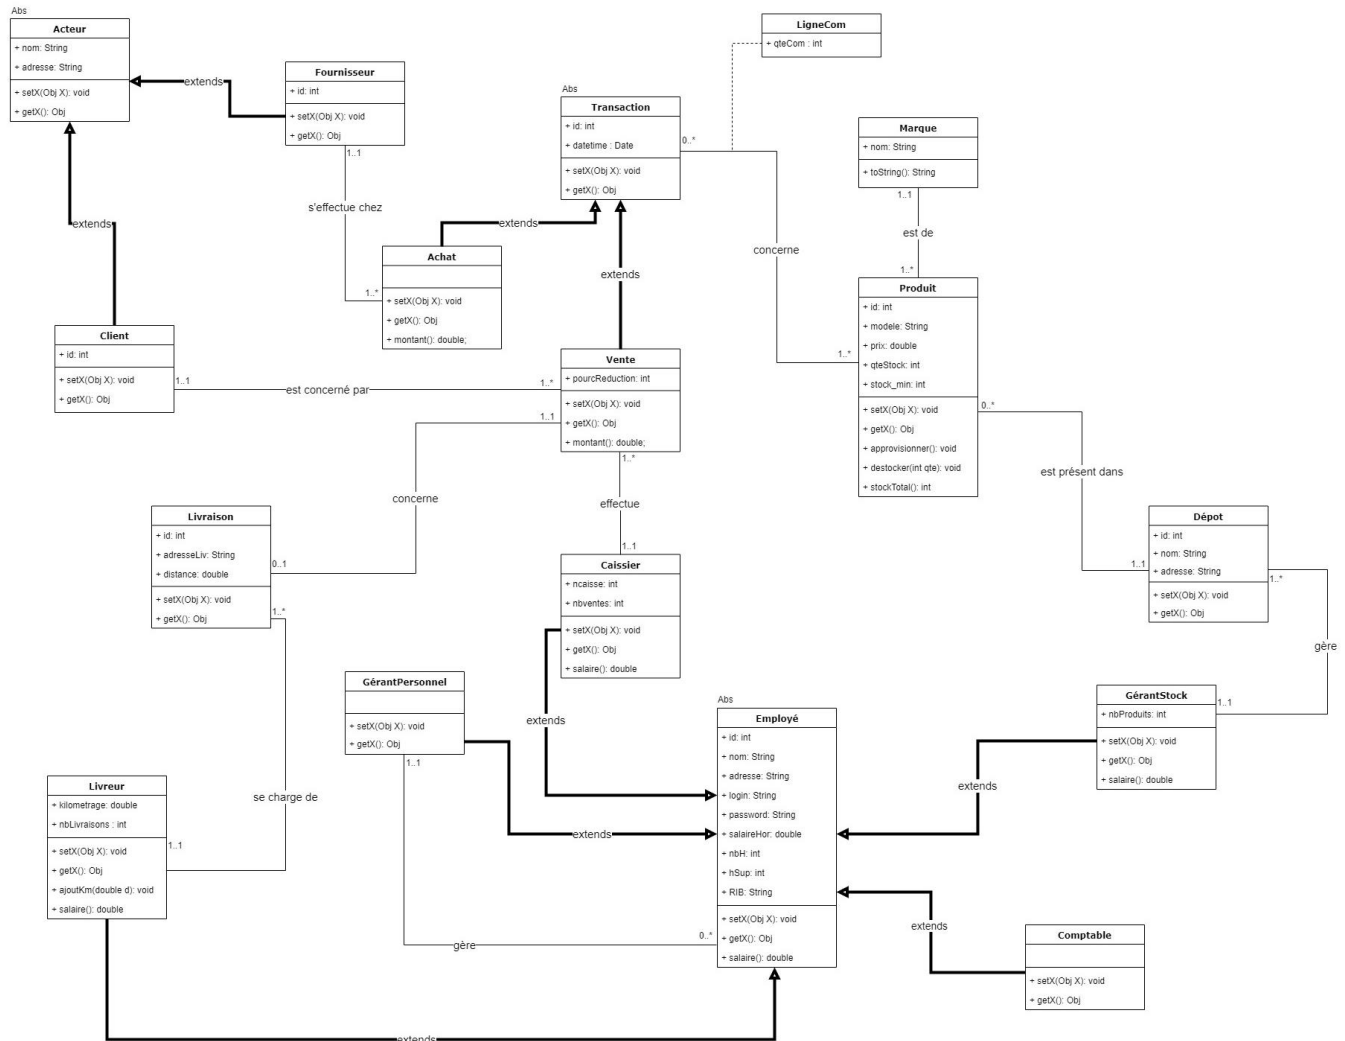 Abs
Acteur
+ nom: String
+ adresse: String
+ setX(Obj X): void
+ getX(): Obj
extends
Fournisseur
+ id: int
+ setX(Obj X): void
+ getX(): Obj
1..1
s'effectue chez
1..*
extends
LigneCom
+ qteCom : int
Abs
Transaction
+ id: int
+ datetime : Date
+ setX(Obj X): void
+ getX(): Obj
0..*
concerne
1..*
Marque
+ nom: String
+ toString(): String
1..1
est de
1..*
extends
Achat
+ setX(Obj X): void
+ getX(): Obj
+ montant(): double;
extends
Produit
+ id: int
+ modele: String
+ prix: double
+ qteStock: int
+ stock_min: int
+ setX(Obj X): void
+ getX(): Obj
+ approvisionner(): void
+ destocker(int qte): void
+ stockTotal(): int
0..*
est présent dans
1..1
Client
+ id: int
+ setX(Obj X): void
+ getX(): Obj
1..1
est concerné par
1..*
Vente
+ pourcReduction: int
+ setX(Obj X): void
+ getX(): Obj
+ montant(): double;
1..1
concerne
0..1
1..*
effectue
1..1
Livraison
+ id: int
+ adresseLiv: String
+ distance: double
+ setX(Obj X): void
+ getX(): Obj
1..*
se charge de
1..1
Caissier
+ ncaisse: int
+ nbventes: int
+ setX(Obj X): void
+ getX(): Obj
+ salaire(): double
extends
Dépot
+ id: int
+ nom: String
+ adresse: String
+ setX(Obj X): void
+ getX(): Obj
1..*
gère
1..1
GérantPersonnel
+ setX(Obj X): void
+ getX(): Obj
1..1
gère
0..*
extends
Abs
Employé
+ id: int
+ nom: String
+ adresse: String
+ login: String
+ password: String
+ salaireHor: double
+ nbH: int
+ hSup: int
+ RIB: String
+ setX(Obj X): void
+ getX(): Obj
+ salaire(): double
GérantStock
+ nbProduits: int
+ setX(Obj X): void
+ getX(): Obj
+ salaire(): double
extends
Livreur
+ kilometrage: double
+ nbLivraisons : int
+ setX(Obj X): void
+ getX(): Obj
+ ajoutKm(double d): void
+ salaire(): double
extends
extends
Comptable
+ setX(Obj X): void
+ getX(): Obj